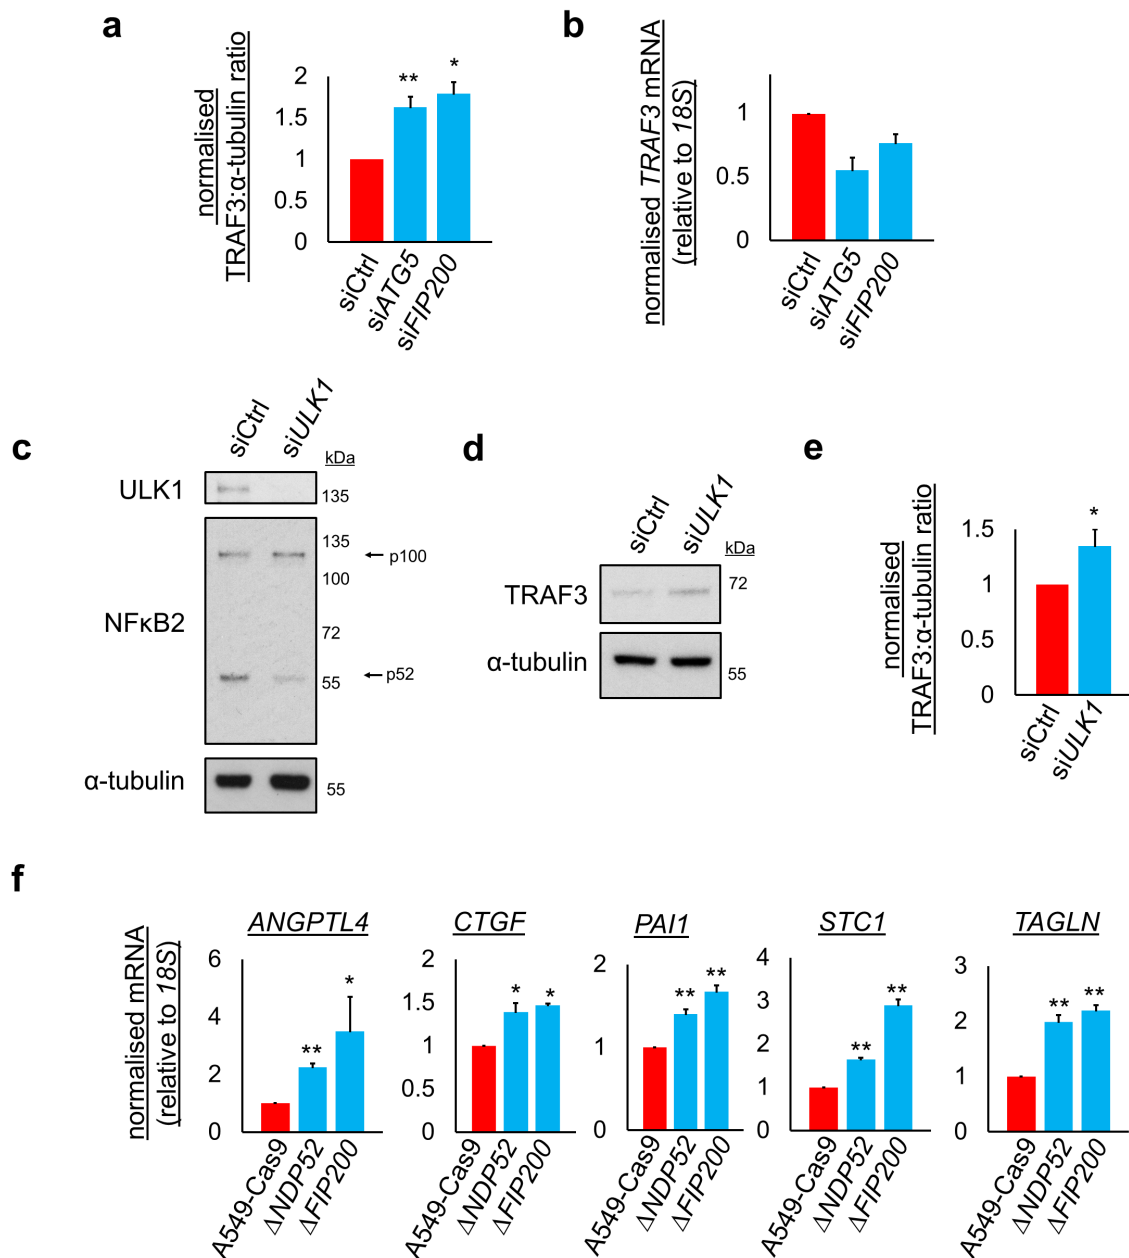 a
normalised
TRAF3:α-tubulin ratio
2
1.5
1
0.5
0
**
*
siCtrl
siATG5
siFIP200
b
normalised TRAF3 mRNA
(relative to 18S)
1
0.5
0
siCtrl
siATG5
siFIP200
c
siCtrl
siULK1
kDa
ULK1
135
NFκB2
135
100
72
55
p100
p52
α-tubulin
55
d
siCtrl
siULK1
kDa
TRAF3
72
α-tubulin
55
e
normalised
TRAF3:α-tubulin ratio
1.5
1
0.5
0
*
siCtrl
siULK1
f
normalised mRNA
(relative to 18S)
ANGPTL4
6
4
2
0
**
*
A549-Cas9
ΔNDP52
ΔFIP200
CTGF
2
1.5
1
0.5
0
*
*
A549-Cas9
ΔNDP52
ΔFIP200
PAI1
2
1
0
**
**
A549-Cas9
ΔNDP52
ΔFIP200
STC1
4
3
2
1
0
**
**
A549-Cas9
ΔNDP52
ΔFIP200
TAGLN
3
2
1
0
**
**
A549-Cas9
ΔNDP52
ΔFIP200